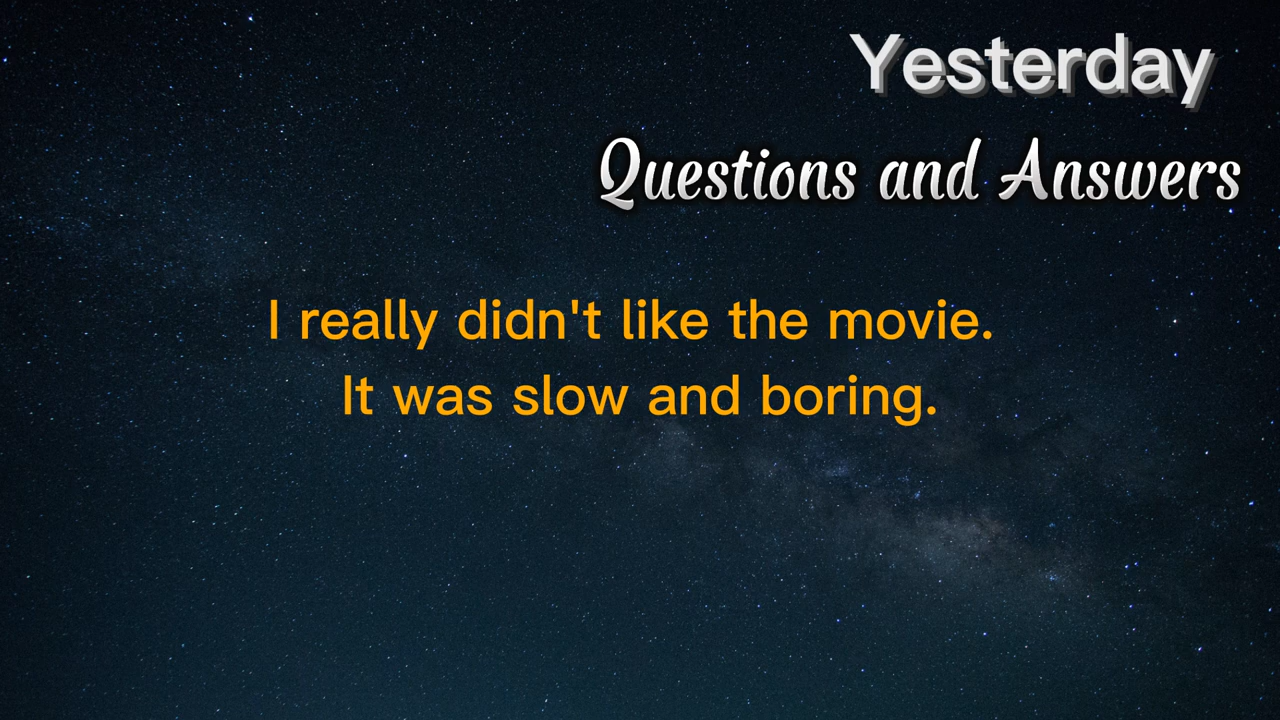 Yesterday
Questions and Answers
I really didn't like the movie.
It was slow and boring.